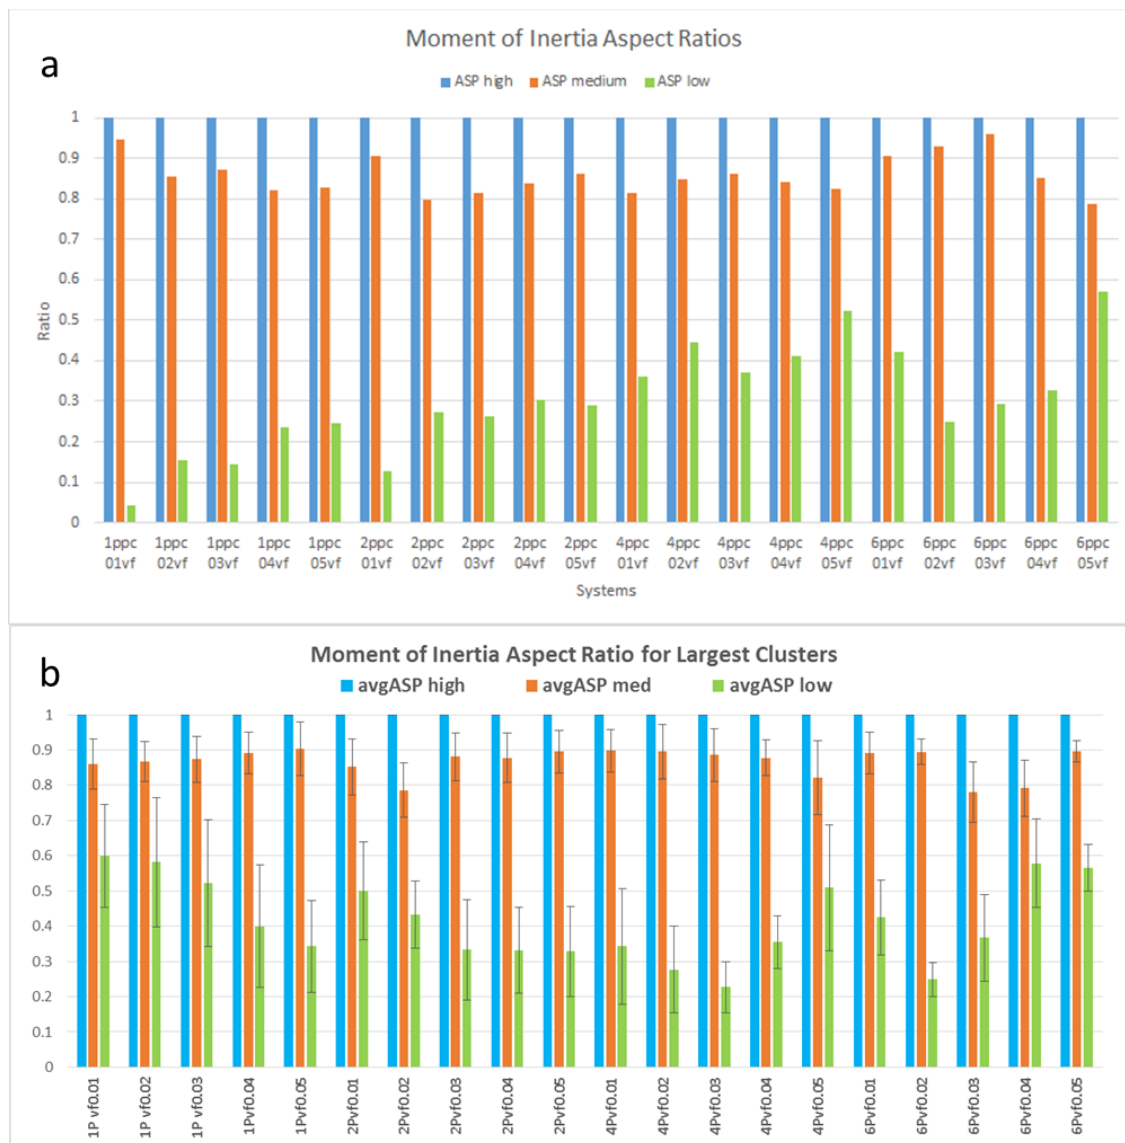 Moment of Inertia Aspect Ratios
a
ASP high ASP medium ASP low
1
0.9
0.8
0.7
0.6
0.5
0.4
0.3
0.2
0.1
0
Ratio
1ppc 1ppc 1ppc 1ppc 1ppc 2ppc 2ppc 2ppc 2ppc 2ppc 4ppc 4ppc 4ppc 4ppc 4ppc 6ppc 6ppc 6ppc 6ppc 6ppc
01vf 02vf 03vf 04vf 05vf 01vf 02vf 03vf 04vf 05vf 01vf 02vf 03vf 04vf 05vf 01vf 02vf 03vf 04vf 05vf
Systems
b
Moment of Inertia Aspect Ratio for Largest Clusters
avgASP high avgASP med avgASP low
1
0.9
0.8
0.7
0.6
0.5
0.4
0.3
0.2
0.1
0
1P vf0.01
1P vf0.02
1P vf0.03
1P vf0.04
1P vf0.05
2Pvf0.01
2Pvf0.02
2Pvf0.03
2Pvf0.04
2Pvf0.05
4Pvf0.01
4Pvf0.02
4Pvf0.03
4Pvf0.04
4Pvf0.05
6Pvf0.01
6Pvf0.02
6Pvf0.03
6Pvf0.04
6Pvf0.05